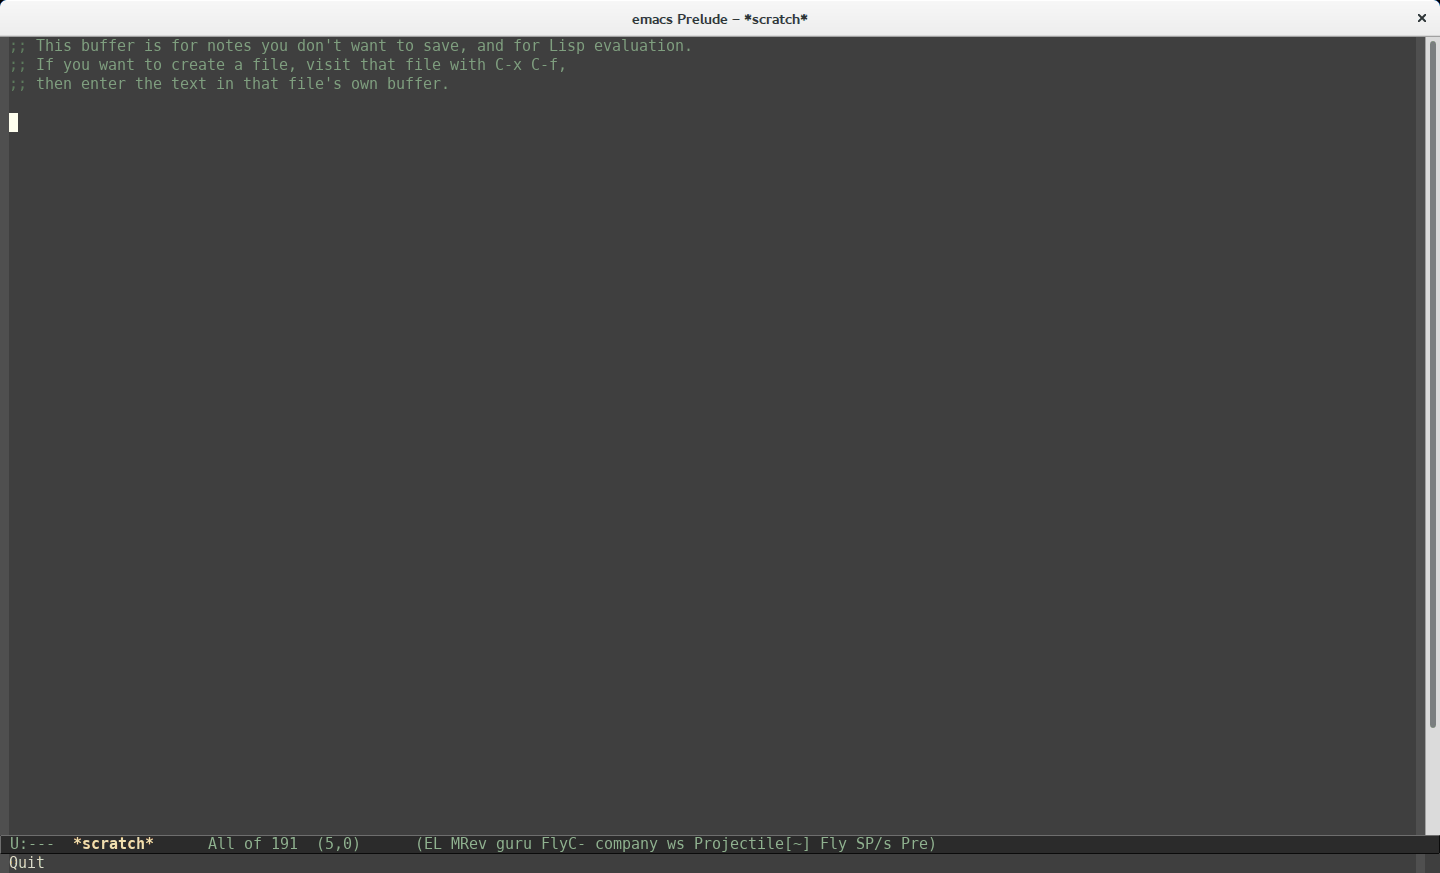 emacs Prelude – *scratch*
;; This buffer is for notes you don't want to save, and for Lisp evaluation.
;; If you want to create a file, visit that file with C-x C-f,
;; then enter the text in that file's own buffer.
U:---  *scratch*      All of 191  (5,0)      (EL MRev guru FlyC- company ws Projectile[~] Fly SP/s Pre)
Quit